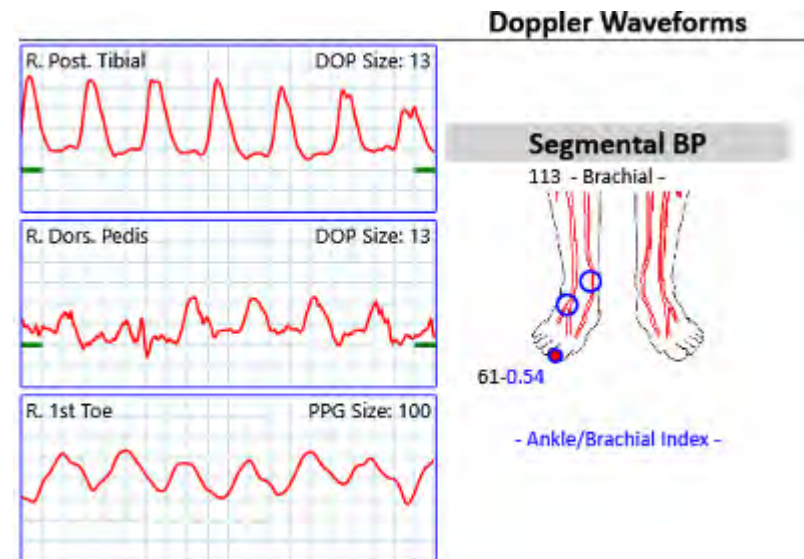 Doppler Waveforms
R. Post. Tibial DOP Size: 13
R. Dors. Pedis DOP Size: 13
R. 1st Toe PPG Size: 100
Segmental BP
113 - Brachial -
61-0.54
- Ankle/Brachial Index -